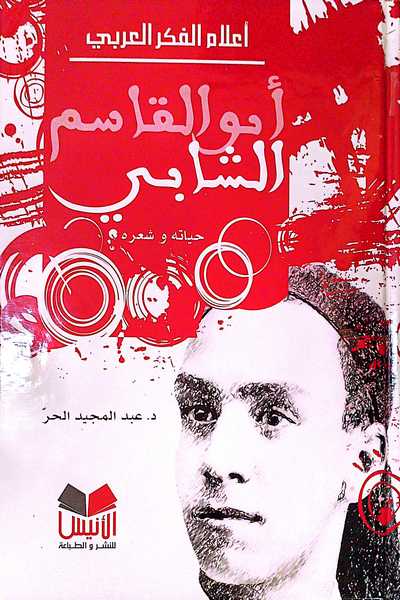 أعلام الفكر العربي
أبو القاسم
الشابي
حياته و شعره
د. عبد المجيد الحر
الأنيس
للنشر و الطباعة